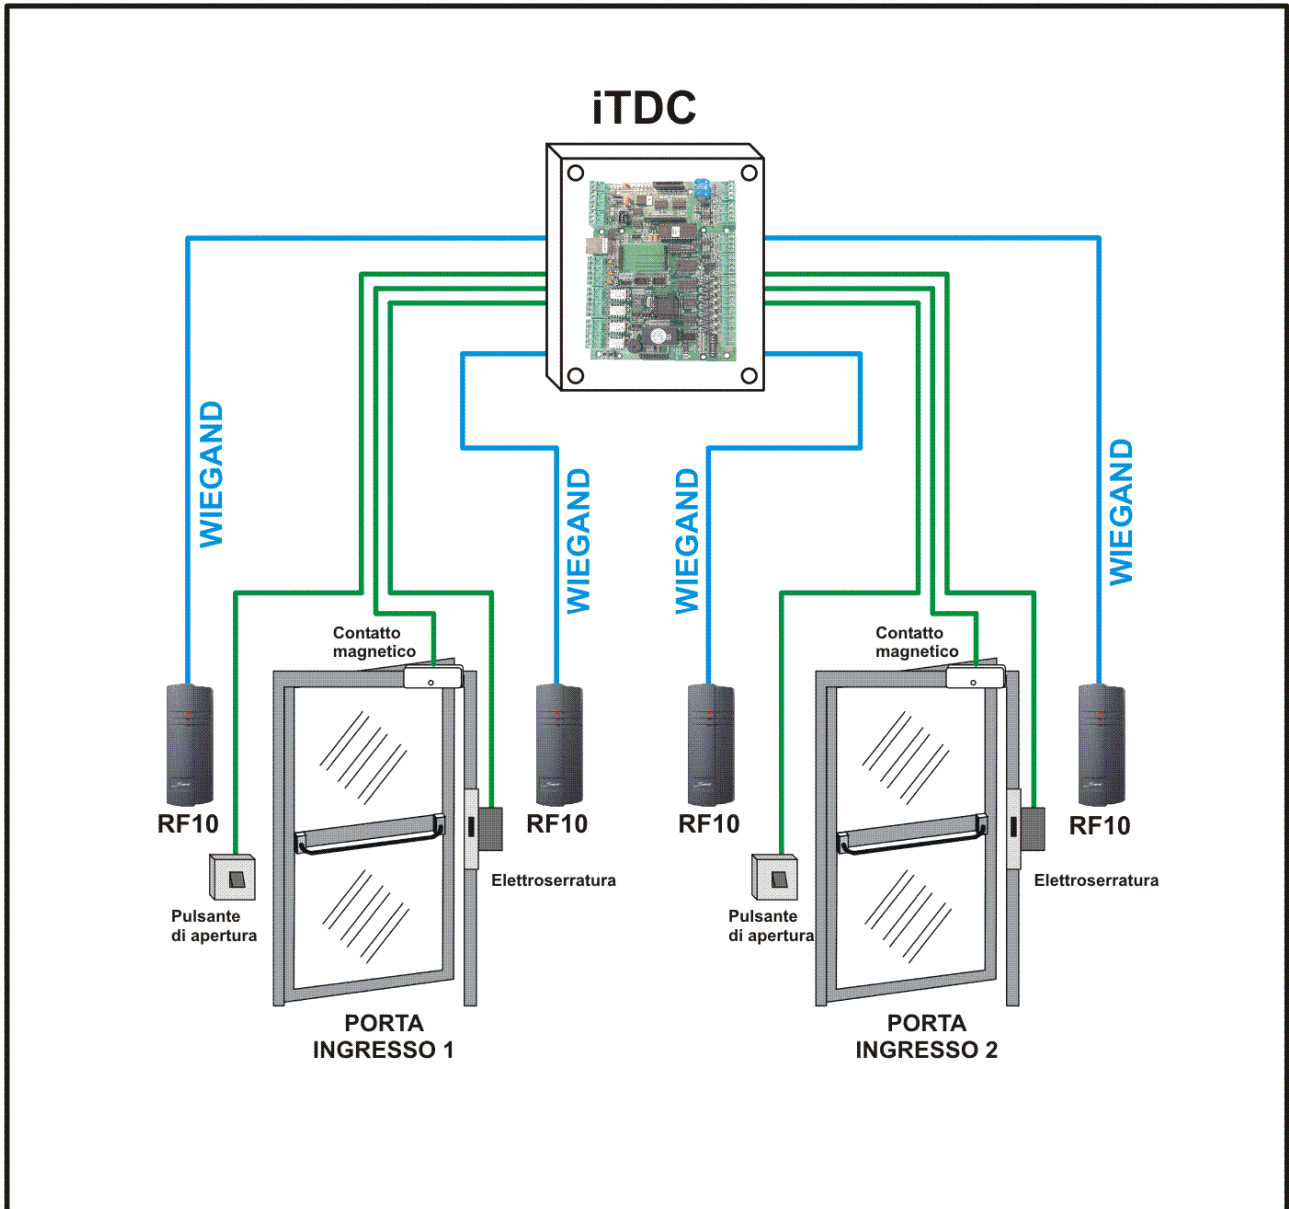 iTDC
WIEGAND
WIEGAND
WIEGAND
WIEGAND
Contatto
magnetico
Contatto
magnetico
RF10
RF10
RF10
RF10
Elettroserratura
Elettroserratura
Pulsante
di apertura
Pulsante
di apertura
PORTA
INGRESSO 1
PORTA
INGRESSO 2